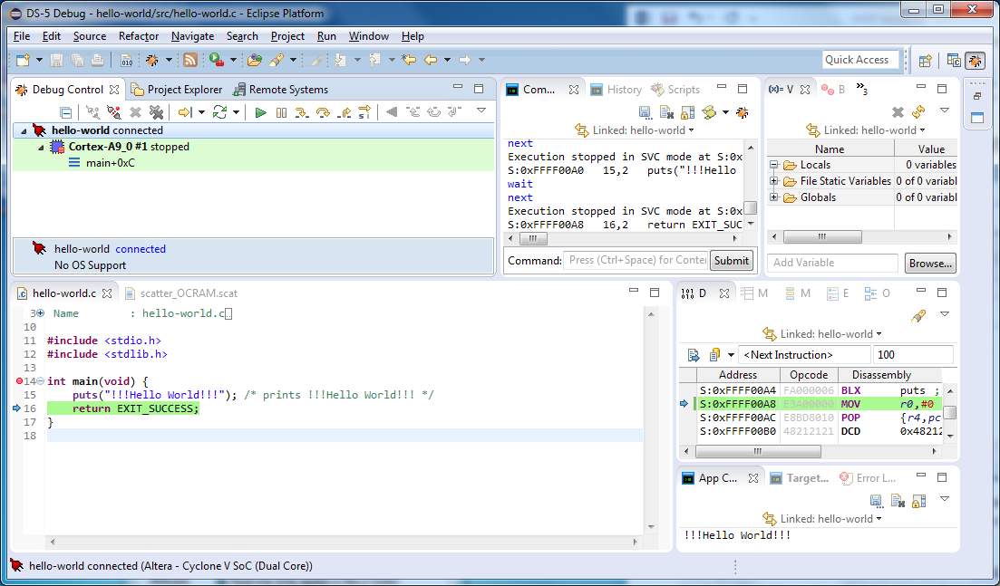 DS-5 Debug - hello-world/src/hello-world.c - Eclipse Platform
File Edit Source Refactor Navigate Search Project Run Window Help
Quick Access
Debug Control Project Explorer Remote Systems
hello-world connected
Cortex-A9_0 #1 stopped
main+0xC
hello-world connected
No OS Support
Com... History Scripts
Linked: hello-world
next
Execution stopped in SVC mode at S:0x
S:0xFFFF00A0 15,2 puts("!!!Hello
wait
next
Execution stopped in SVC mode at S:0x
S:0xFFFF00A8 16,2 return EXIT_SUC
Command: Press (Ctrl+Space) for Conter Submit
(x)= V B 3
Linked: hello-world
Name Value
Locals 0 variables
File Static Variables 0 of 0 variabl
Globals 0 of 0 variabl
Add Variable Browse...
hello-world.c scatter_OCRAM.scat
3 Name : hello-world.c
10
11 #include <stdio.h>
12 #include <stdlib.h>
13
14 int main(void) {
15 puts("!!!Hello World!!!"); /* prints !!!Hello World!!! */
16 return EXIT_SUCCESS;
17 }
18
D M M E O
Linked: hello-world
<Next Instruction> 100
Address Opcode Disassembly
S:0xFFFF00A4 FA000006 BLX puts ;
S:0xFFFF00A8 E3A00000 MOV r0,#0
S:0xFFFF00AC E8BD8010 POP {r4,pc
S:0xFFFF00B0 48212121 DCD 0x48212
App C... Target... Error L...
Linked: hello-world
!!!Hello World!!!
hello-world connected (Altera - Cyclone V SoC (Dual Core))